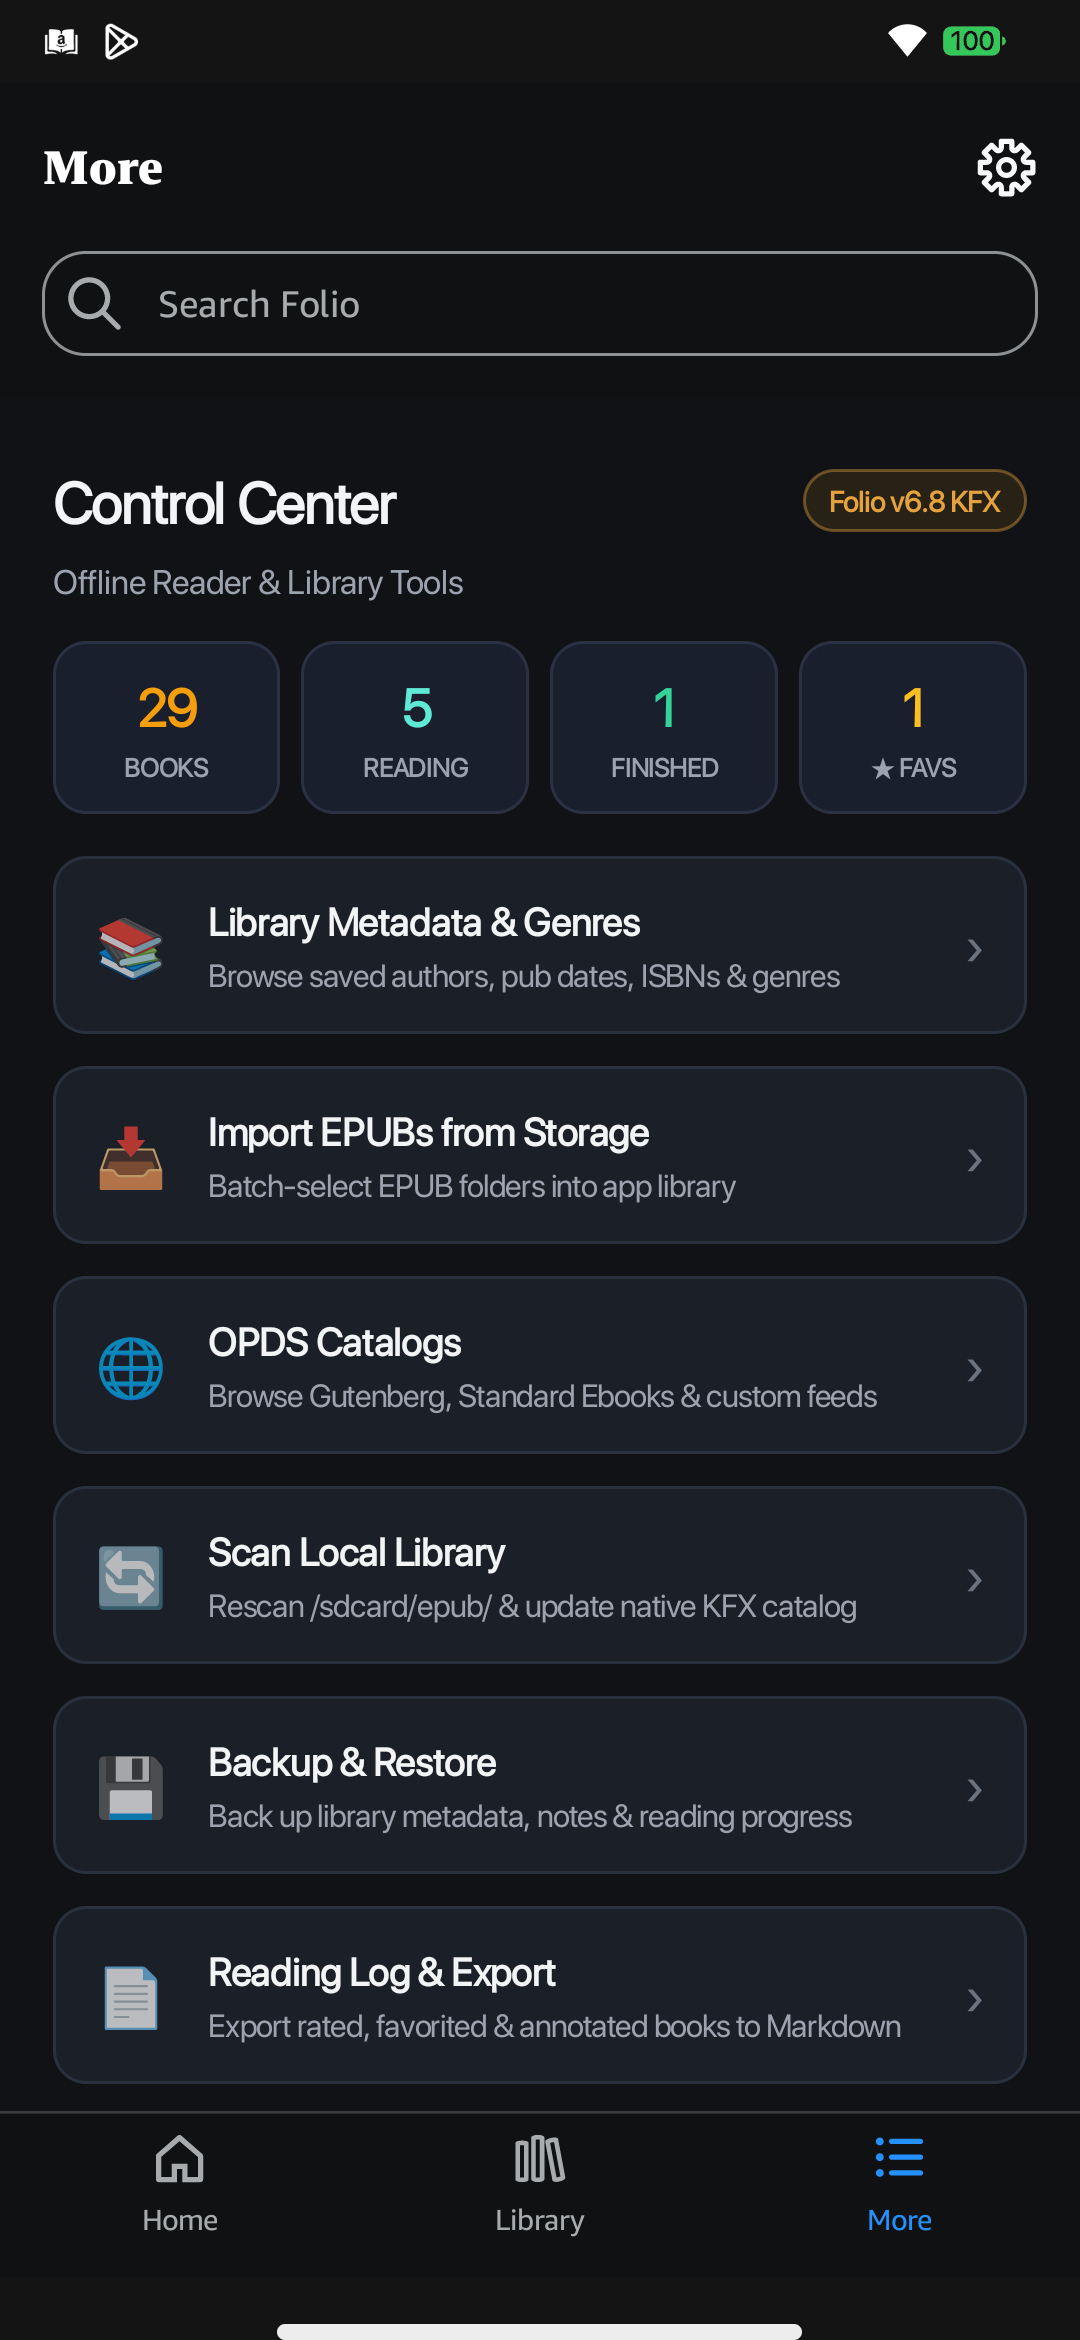 100
More
Search Folio
Control Center
Folio v6.8 KFX
Offline Reader & Library Tools
29
BOOKS
5
READING
1
FINISHED
1
★ FAVS
Library Metadata & Genres
Browse saved authors, pub dates, ISBNs & genres
Import EPUBs from Storage
Batch-select EPUB folders into app library
OPDS Catalogs
Browse Gutenberg, Standard Ebooks & custom feeds
Scan Local Library
Rescan /sdcard/epub/ & update native KFX catalog
Backup & Restore
Back up library metadata, notes & reading progress
Reading Log & Export
Export rated, favorited & annotated books to Markdown
Home
Library
More